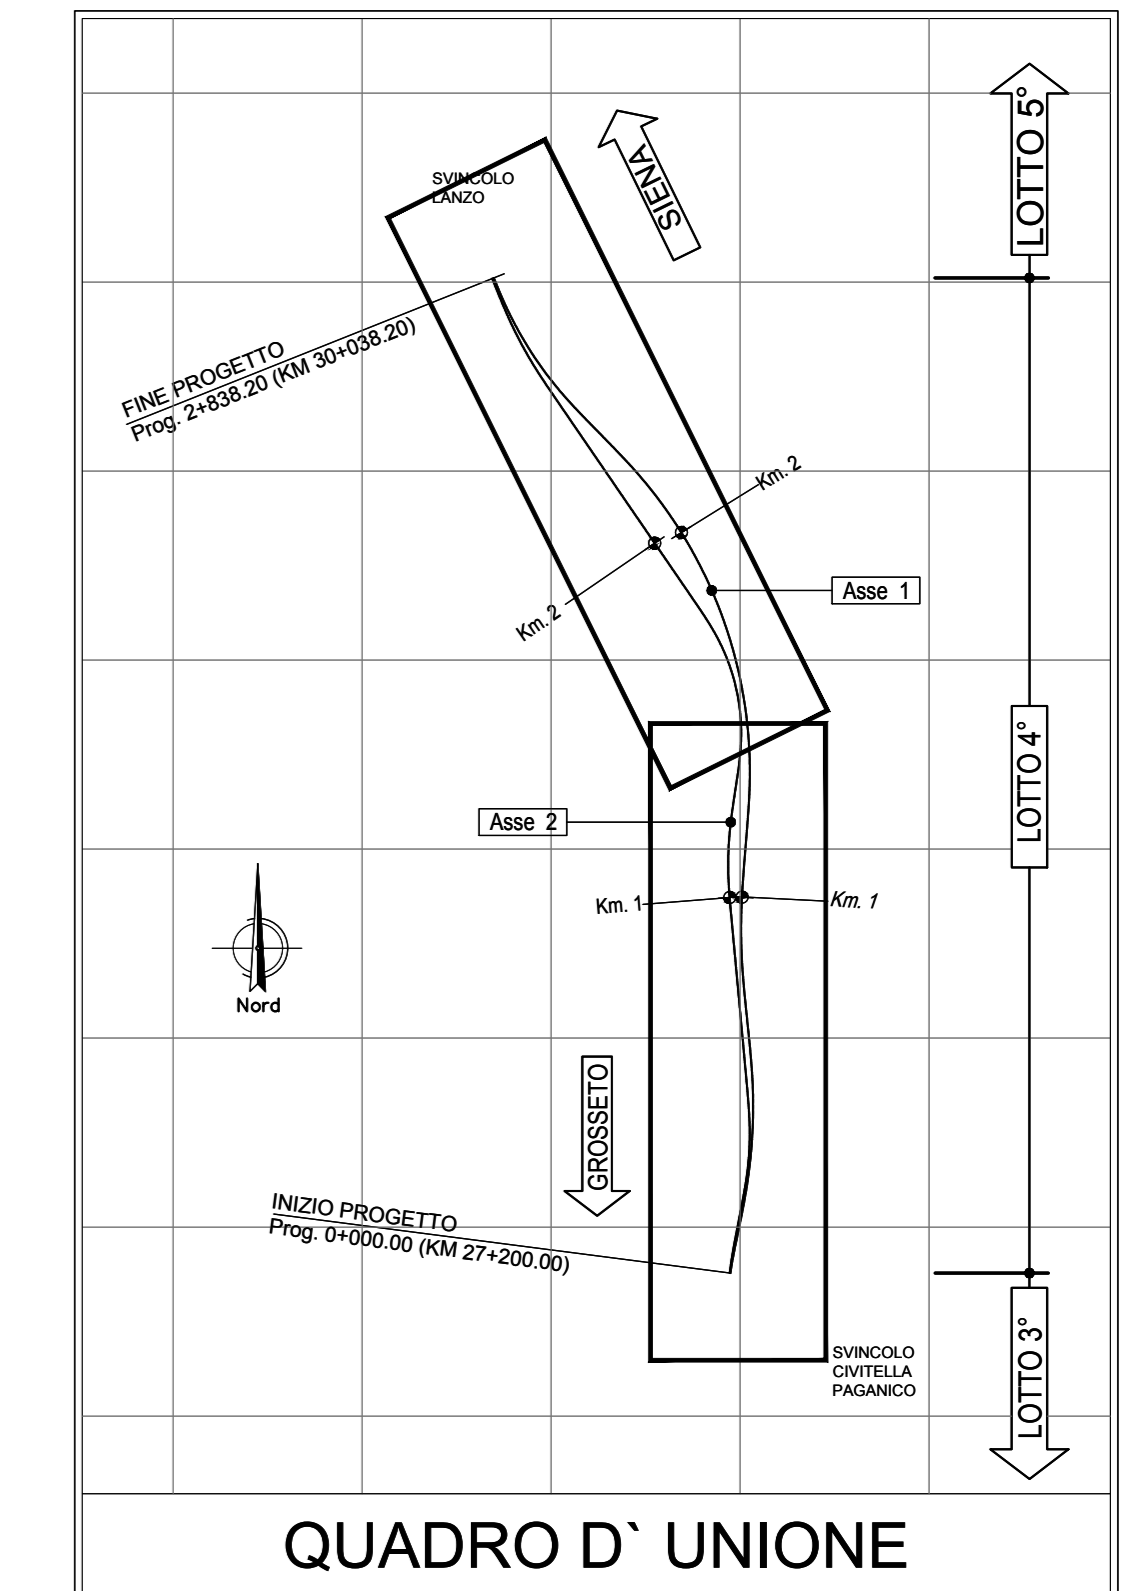 LOTTO 5°
SIENA
SVINCOLO
LANZO
FINE PROGETTO
Prog. 2+838.20 (KM 30+038.20)
Km. 2
Asse 1
Km. 2
LOTTO 4°
Asse 2
Km. 1
Km. 1
Nord
GROSSETO
INIZIO PROGETTO
Prog. 0+000.00 (KM 27+200.00)
LOTTO 3°
SVINCOLO
CIVITELLA
PAGANICO
QUADRO D` UNIONE